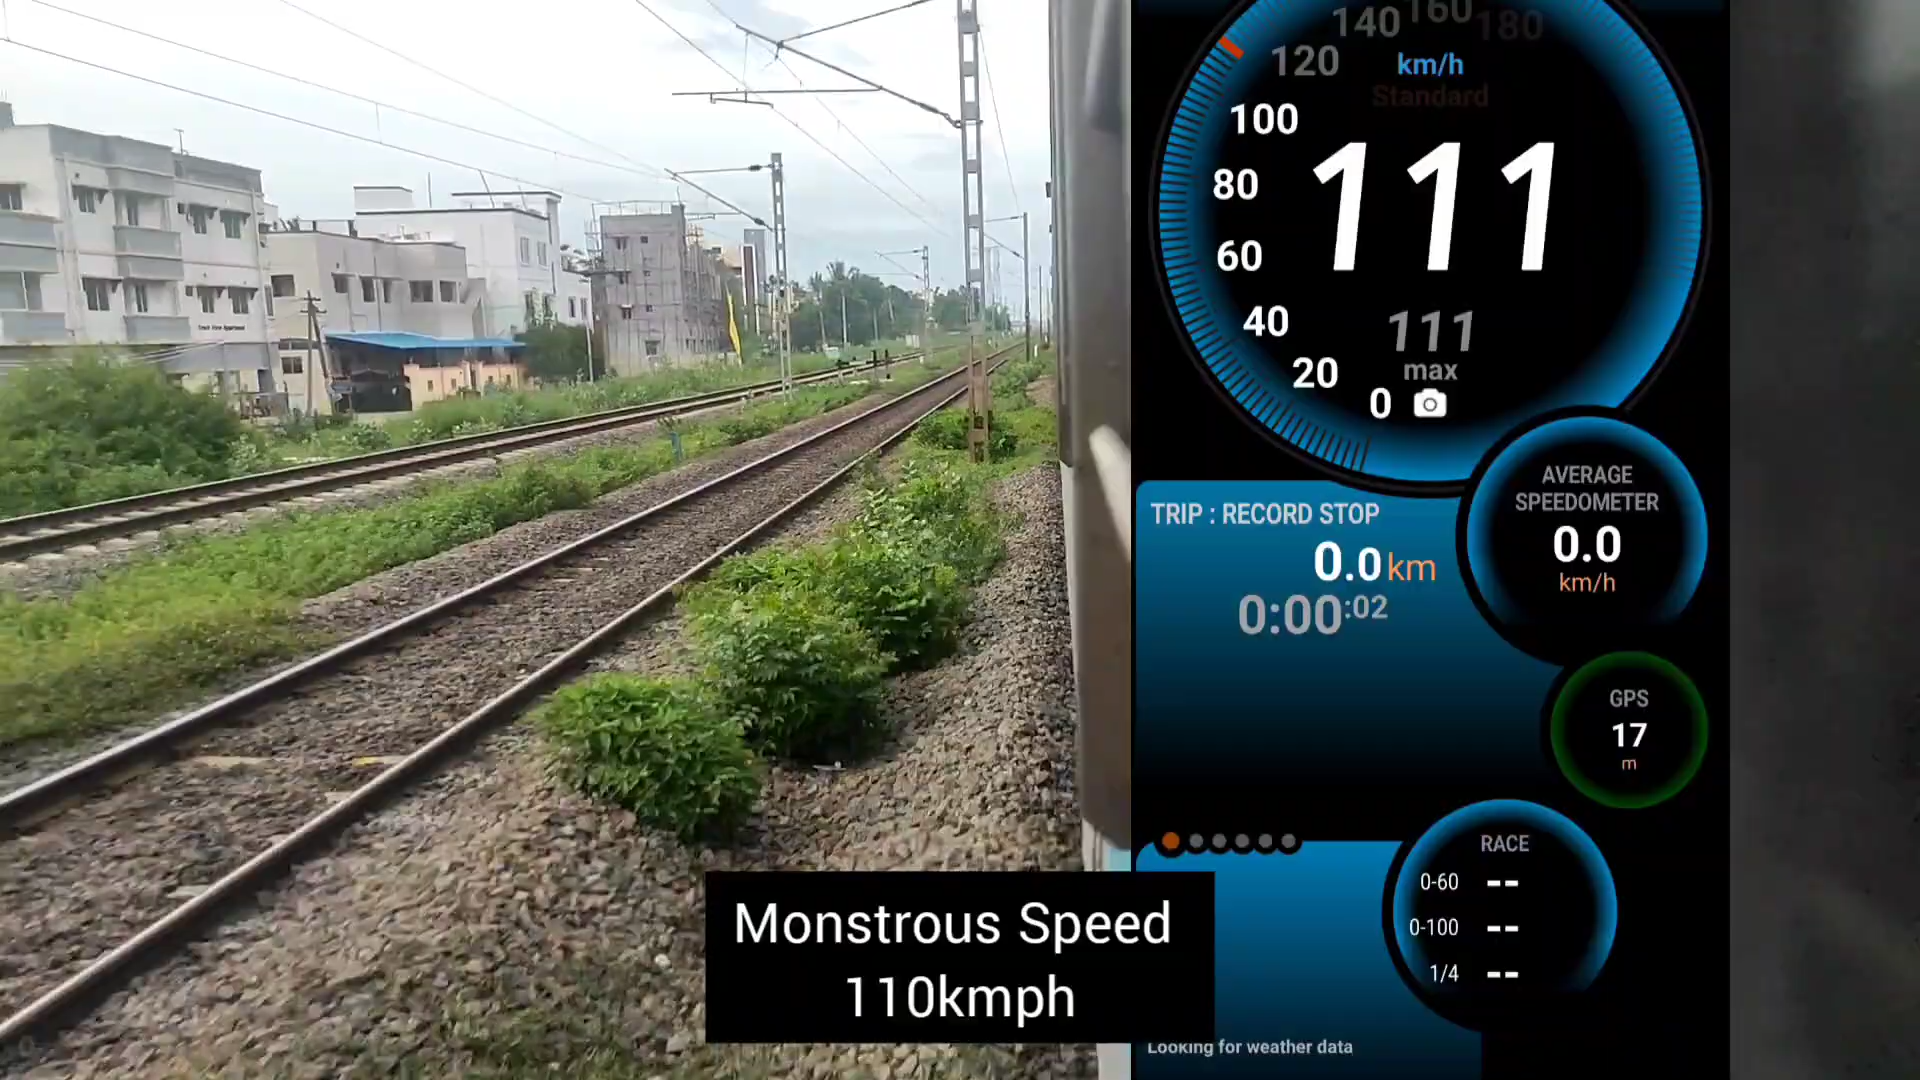 140 160 180
120
km/h
Standard
100
80
111
60
40
111
20
max
0
AVERAGE
SPEEDOMETER
0.0
km/h
TRIP : RECORD STOP
0.0 km
0:00:02
GPS
17
m
RACE
0-60 --
0-100 --
1/4 --
Monstrous Speed
110kmph
Looking for weather data